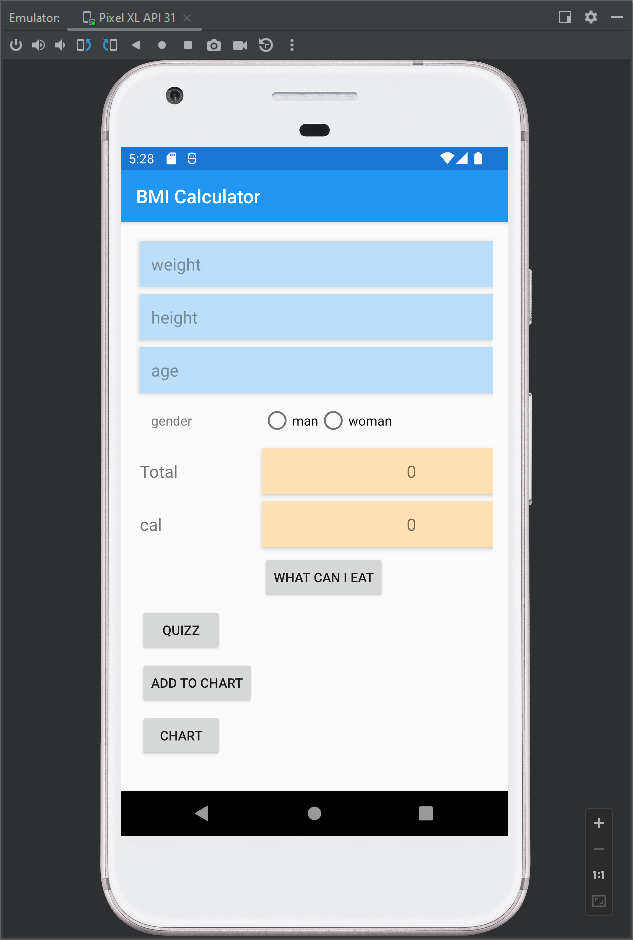 Emulator: Pixel XL API 31
5:28
BMI Calculator
weight
height
age
gender man woman
Total 0
cal 0
WHAT CAN I EAT
QUIZZ
ADD TO CHART
CHART
1:1